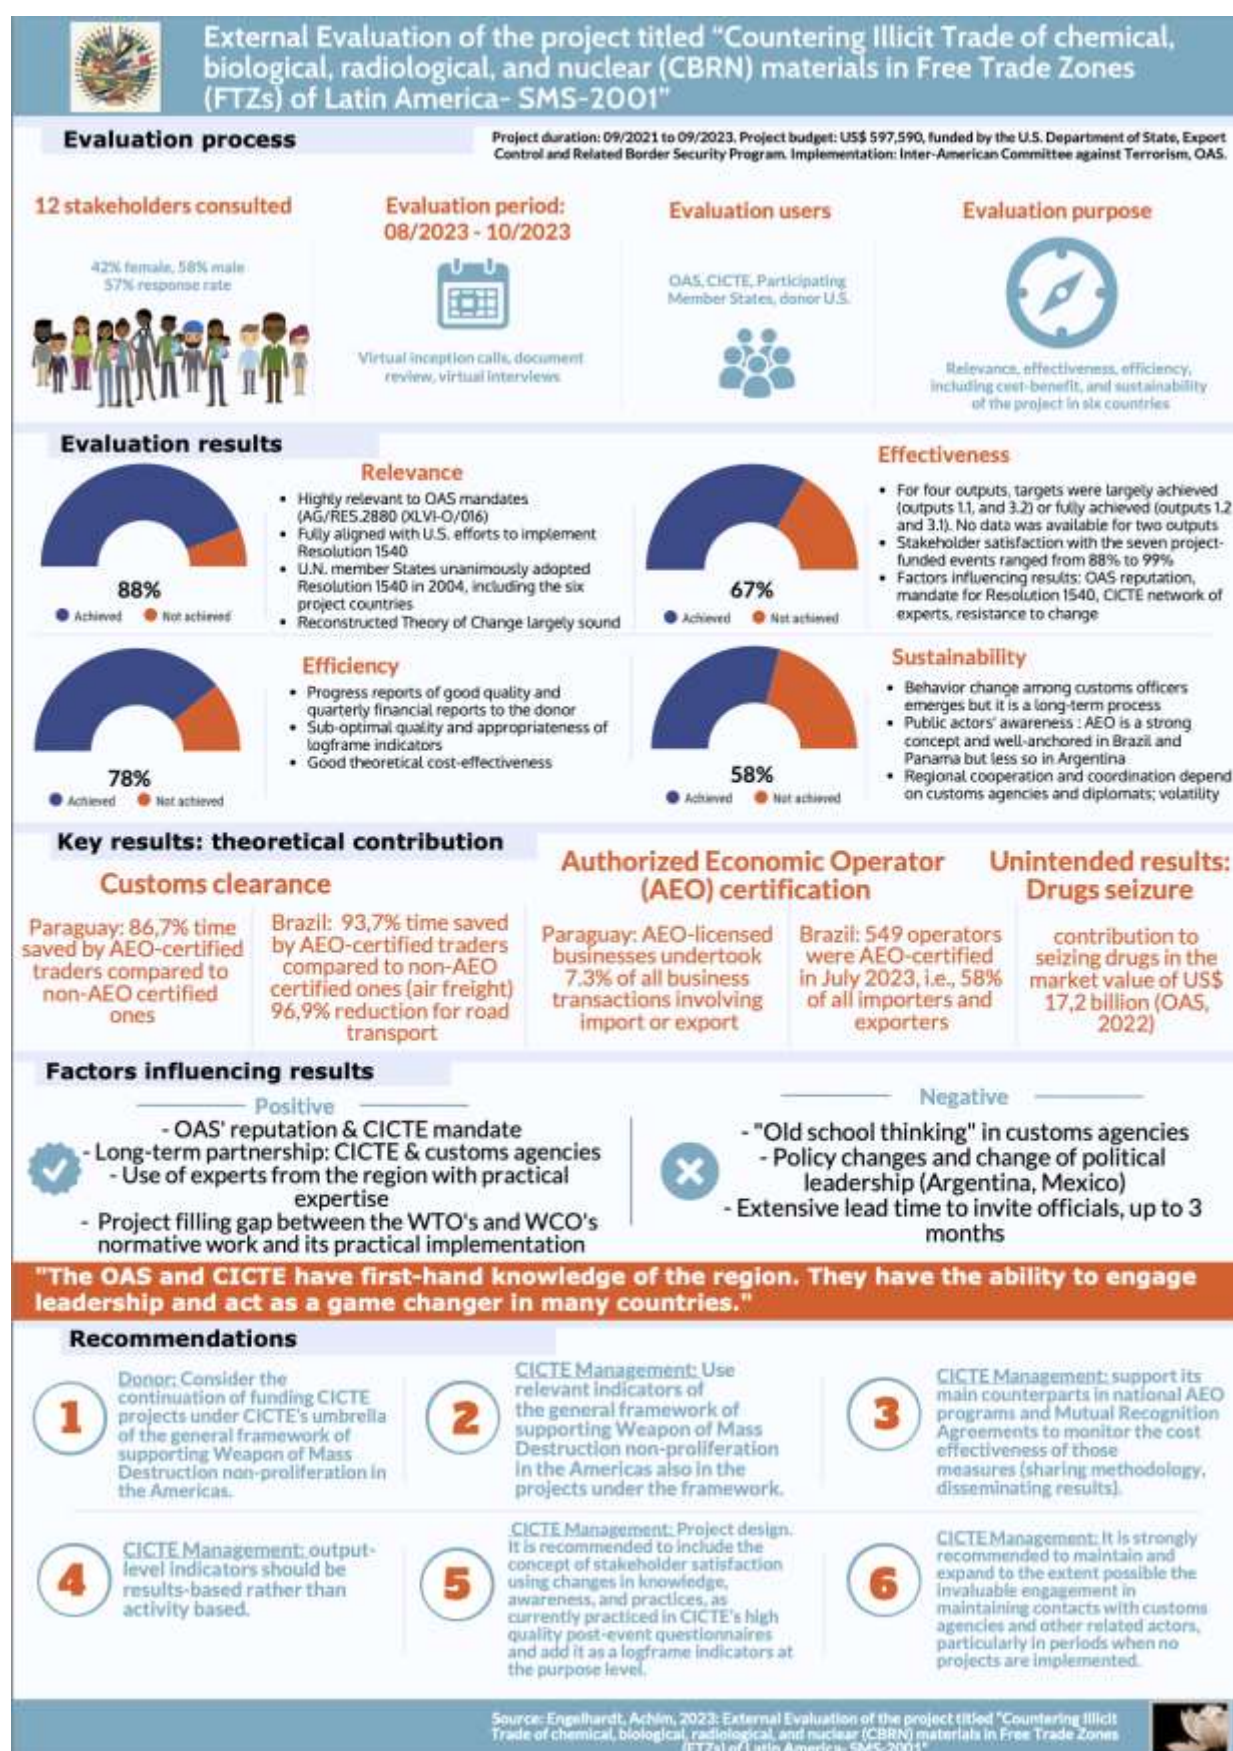 External Evaluation of the project titled “Countering Illicit Trade of chemical,
biological, radiological, and nuclear (CBRN) materials in Free Trade Zones
(FTZs) of Latin America- SMS-2001”
Evaluation process
Project duration: 09/2021 to 09/2023. Project budget: US$ 597,590, funded by the U.S. Department of State, Export
Control and Related Border Security Program. Implementation: Inter-American Committee against Terrorism, OAS.
12 stakeholders consulted
42% female, 58% male
57% response rate
Evaluation period:
08/2023 - 10/2023
Virtual inception calls, document
review, virtual interviews
Evaluation users
OAS, CICTE, Participating
Member States, donor U.S.
Evaluation purpose
Relevance, effectiveness, efficiency,
including cost-benefit, and sustainability
of the project in six countries
Evaluation results
88%
Achieved
Not achieved
Relevance
• Highly relevant to OAS mandates
(AG/RES.2880 (XLVI-O/016)
• Fully aligned with U.S. efforts to implement
Resolution 1540
• U.N. member States unanimously adopted
Resolution 1540 in 2004, including the six
project countries
• Reconstructed Theory of Change largely sound
67%
Achieved
Not achieved
Effectiveness
• For four outputs, targets were largely achieved
(outputs 1.1, and 3.2) or fully achieved (outputs 1.2
and 3.1). No data was available for two outputs
• Stakeholder satisfaction with the seven project-
funded events ranged from 88% to 99%
• Factors influencing results: OAS reputation,
mandate for Resolution 1540, CICTE network of
experts, resistance to change
78%
Achieved
Not achieved
Efficiency
• Progress reports of good quality and
quarterly financial reports to the donor
• Sub-optimal quality and appropriateness of
logframe indicators
• Good theoretical cost-effectiveness
58%
Achieved
Not achieved
Sustainability
• Behavior change among customs officers
emerges but it is a long-term process
• Public actors' awareness : AEO is a strong
concept and well-anchored in Brazil and
Panama but less so in Argentina
• Regional cooperation and coordination depend
on customs agencies and diplomats; volatility
Key results: theoretical contribution
Customs clearance
Paraguay: 86,7% time
saved by AEO-certified
traders compared to
non-AEO certified
ones
Brazil: 93,7% time saved
by AEO-certified traders
compared to non-AEO
certified ones (air freight)
96,9% reduction for road
transport
Authorized Economic Operator
(AEO) certification
Paraguay: AEO-licensed
businesses undertook
7.3% of all business
transactions involving
import or export
Brazil: 549 operators
were AEO-certified
in July 2023, i.e., 58%
of all importers and
exporters
Unintended results:
Drugs seizure
contribution to
seizing drugs in the
market value of US$
17,2 billion (OAS,
2022)
Factors influencing results
Positive
- OAS' reputation & CICTE mandate
- Long-term partnership: CICTE & customs agencies
- Use of experts from the region with practical
expertise
- Project filling gap between the WTO's and WCO's
normative work and its practical implementation
Negative
- "Old school thinking" in customs agencies
- Policy changes and change of political
leadership (Argentina, Mexico)
- Extensive lead time to invite officials, up to 3
months
"The OAS and CICTE have first-hand knowledge of the region. They have the ability to engage
leadership and act as a game changer in many countries."
Recommendations
1
Donor: Consider the
continuation of funding CICTE
projects under CICTE's umbrella
of the general framework of
supporting Weapon of Mass
Destruction non-proliferation in
the Americas.
2
CICTE Management: Use
relevant indicators of
the general framework of
supporting Weapon of Mass
Destruction non-proliferation
in the Americas also in the
projects under the framework.
3
CICTE Management: support its
main counterparts in national AEO
programs and Mutual Recognition
Agreements to monitor the cost
effectiveness of those
measures (sharing methodology,
disseminating results).
4
CICTE Management: output-
level indicators should be
results-based rather than
activity based.
5
CICTE Management: Project design.
It is recommended to include the
concept of stakeholder satisfaction
using changes in knowledge,
awareness, and practices, as
currently practiced in CICTE's high
quality post-event questionnaires
and add it as a logframe indicators at
the purpose level.
6
CICTE Management: It is strongly
recommended to maintain and
expand to the extent possible the
invaluable engagement in
maintaining contacts with customs
agencies and other related actors,
particularly in periods when no
projects are implemented.
Source: Engelhardt, Achim, 2023: External Evaluation of the project titled "Countering Illicit
Trade of chemical, biological, radiological, and nuclear (CBRN) materials in Free Trade Zones
(FTZs) of Latin America- SMS-2001"